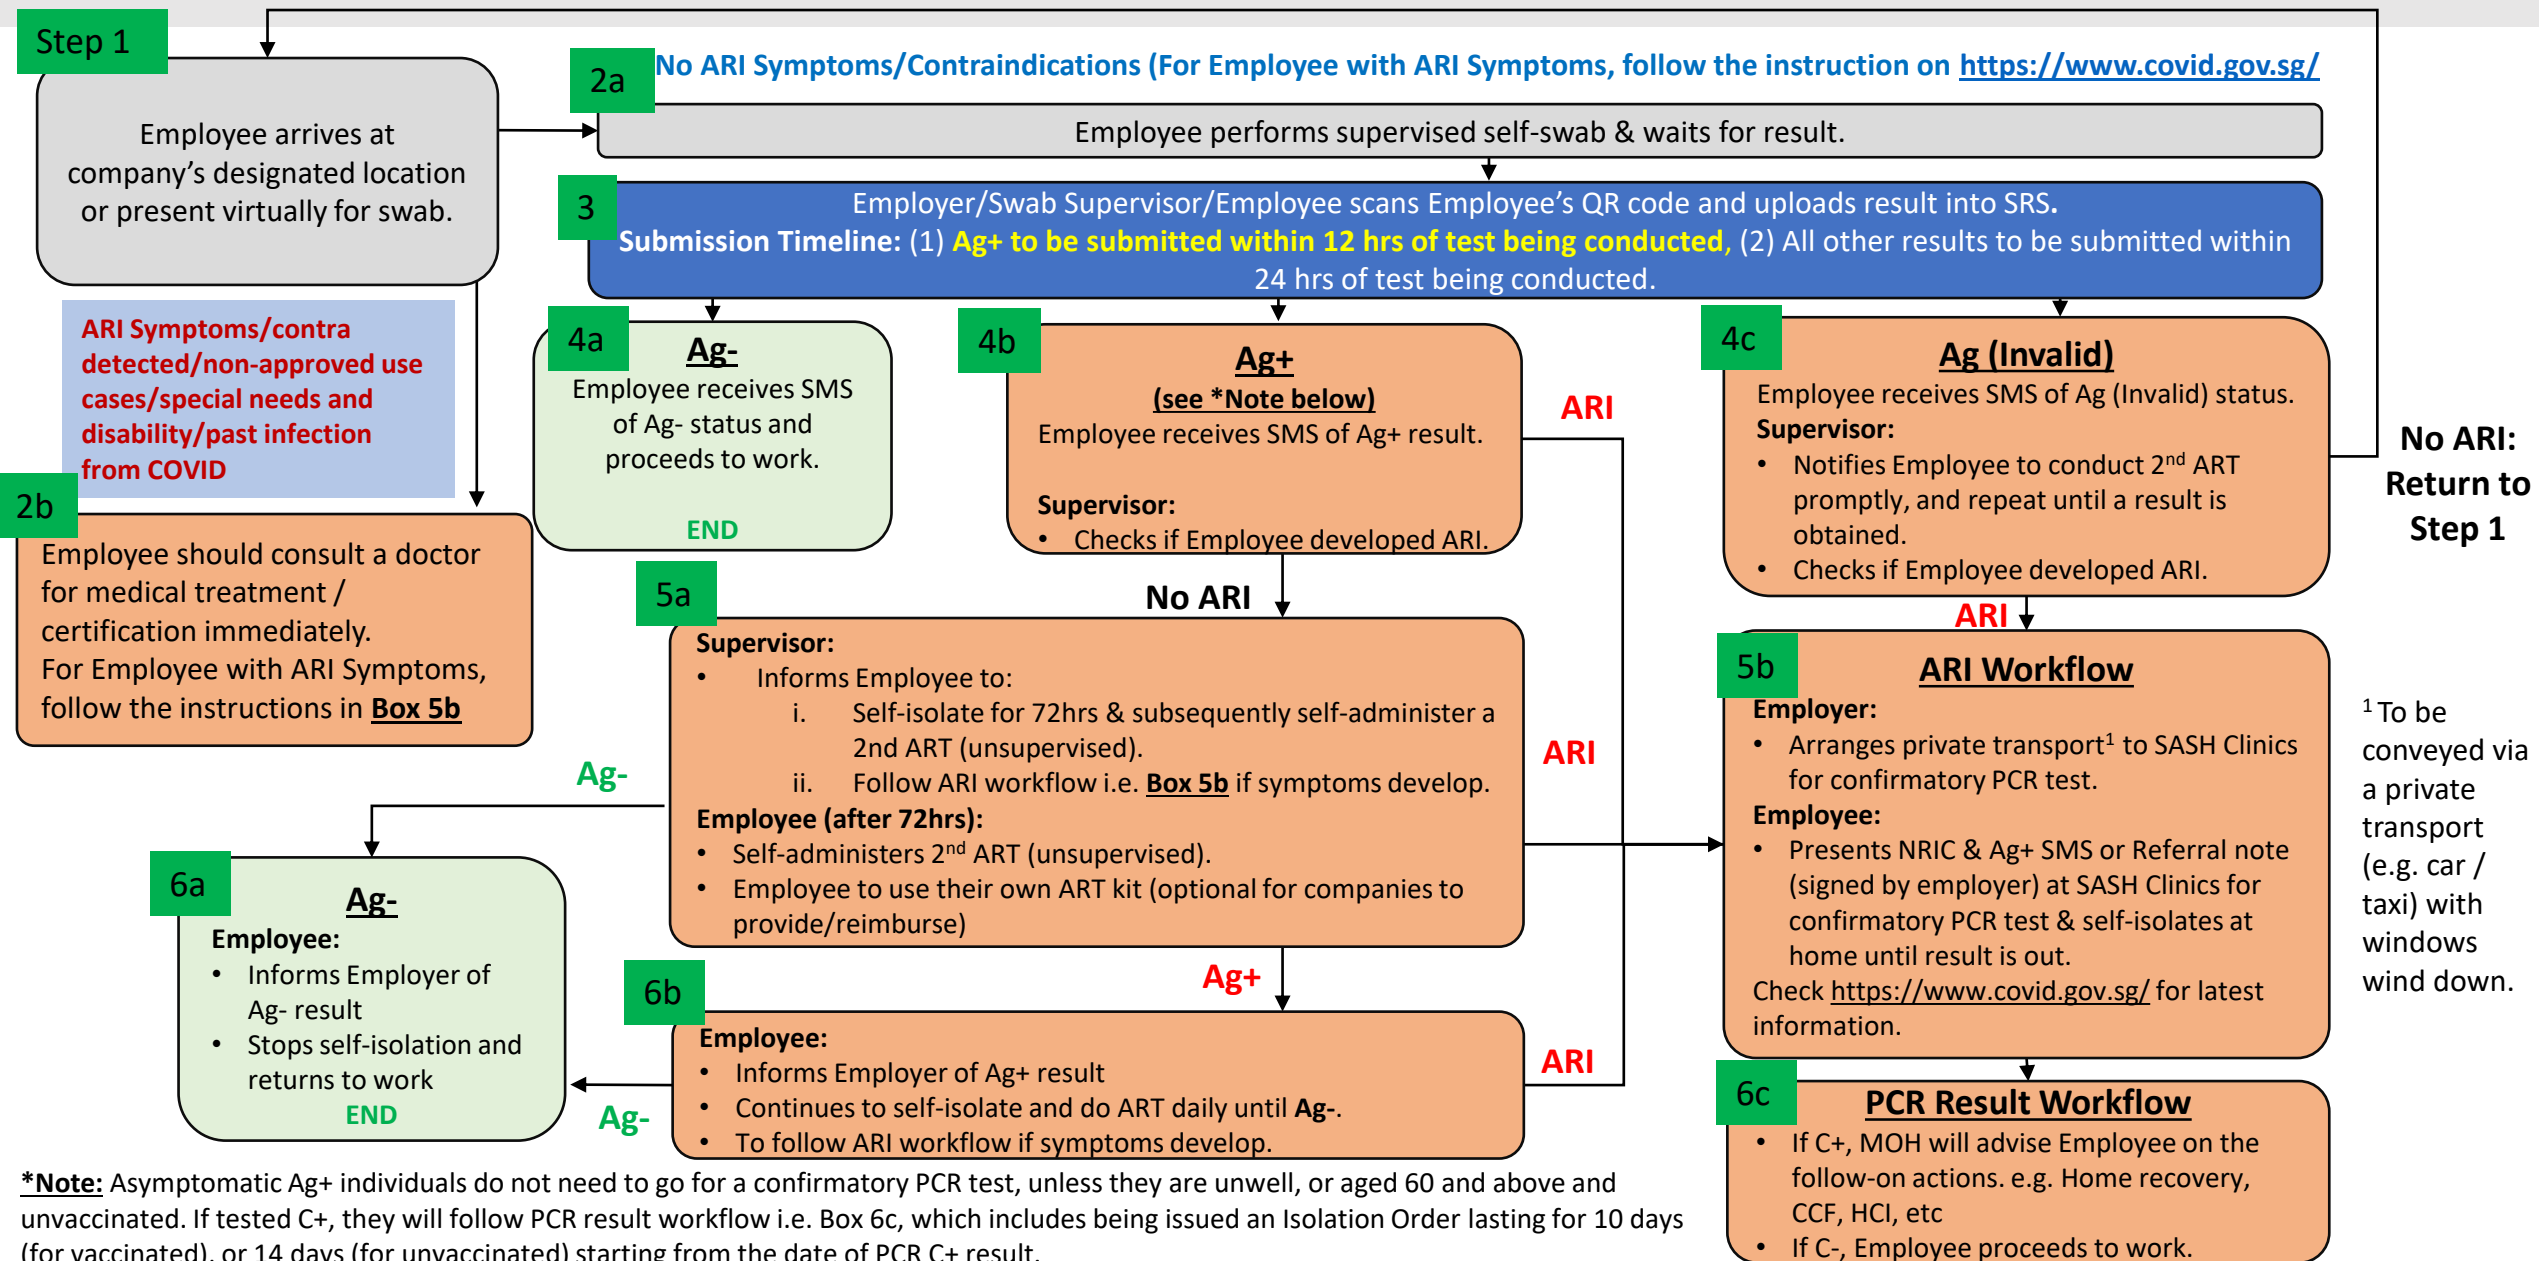 Step 1
Employee arrives at
company's designated location
or present virtually for swab.
2a
No ARI Symptoms/Contraindications (For Employee with ARI Symptoms, follow the instruction on https://www.covid.gov.sg/
Employee performs supervised self-swab & waits for result.
3
Employer/Swab Supervisor/Employee scans Employee's QR code and uploads result into SRS.
Submission Timeline: (1) Ag+ to be submitted within 12 hrs of test being conducted, (2) All other results to be submitted within
24 hrs of test being conducted.
ARI Symptoms/contra
detected/non-approved use
cases/special needs and
disability/past infection
from COVID
2b
Employee should consult a doctor
for medical treatment /
certification immediately.
For Employee with ARI Symptoms,
follow the instructions in Box 5b
4a
Ag-
Employee receives SMS
of Ag- status and
proceeds to work.
END
4b
Ag+
(see *Note below)
Employee receives SMS of Ag+ result.
Supervisor:
• Checks if Employee developed ARI.
ARI
4c
Ag (Invalid)
Employee receives SMS of Ag (Invalid) status.
Supervisor:
• Notifies Employee to conduct 2nd ART
promptly, and repeat until a result is
obtained.
• Checks if Employee developed ARI.
No ARI:
Return to
Step 1
No ARI
ARI
5a
Supervisor:
• Informs Employee to:
i. Self-isolate for 72hrs & subsequently self-administer a
2nd ART (unsupervised).
ii. Follow ARI workflow i.e. Box 5b if symptoms develop.
Employee (after 72hrs):
• Self-administers 2nd ART (unsupervised).
• Employee to use their own ART kit (optional for companies to
provide/reimburse)
ARI
Ag-
5b
ARI Workflow
Employer:
• Arranges private transport1 to SASH Clinics
for confirmatory PCR test.
Employee:
• Presents NRIC & Ag+ SMS or Referral note
(signed by employer) at SASH Clinics for
confirmatory PCR test & self-isolates at
home until result is out.
Check https://www.covid.gov.sg/ for latest
information.
1 To be
conveyed via
a private
transport
(e.g. car /
taxi) with
windows
wind down.
6a
Ag-
Employee:
• Informs Employer of
Ag- result
• Stops self-isolation and
returns to work
END
Ag+
6b
Employee:
• Informs Employer of Ag+ result
• Continues to self-isolate and do ART daily until Ag-.
• To follow ARI workflow if symptoms develop.
ARI
Ag-
6c
PCR Result Workflow
• If C+, MOH will advise Employee on the
follow-on actions. e.g. Home recovery,
CCF, HCI, etc
• If C-, Employee proceeds to work.
*Note: Asymptomatic Ag+ individuals do not need to go for a confirmatory PCR test, unless they are unwell, or aged 60 and above and
unvaccinated. If tested C+, they will follow PCR result workflow i.e. Box 6c, which includes being issued an Isolation Order lasting for 10 days
(for vaccinated), or 14 days (for unvaccinated) starting from the date of PCR C+ result.